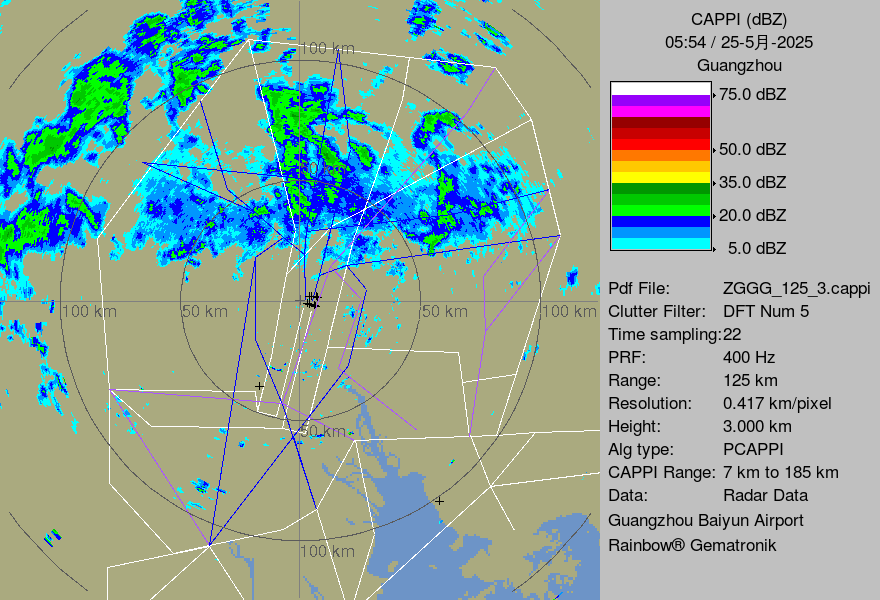 CAPPI (dBZ)
05:54 / 25-5月-2025
Guangzhou
75.0 dBZ
50.0 dBZ
35.0 dBZ
20.0 dBZ
5.0 dBZ
Pdf File: ZGGG_125_3.cappi
Clutter Filter: DFT Num 5
Time sampling:22
PRF: 400 Hz
Range: 125 km
Resolution: 0.417 km/pixel
Height: 3.000 km
Alg type: PCAPPI
CAPPI Range: 7 km to 185 km
Data: Radar Data
Guangzhou Baiyun Airport
Rainbow® Gematronik
100 km
100 km
50 km
50 km
100 km
50 km
100 km